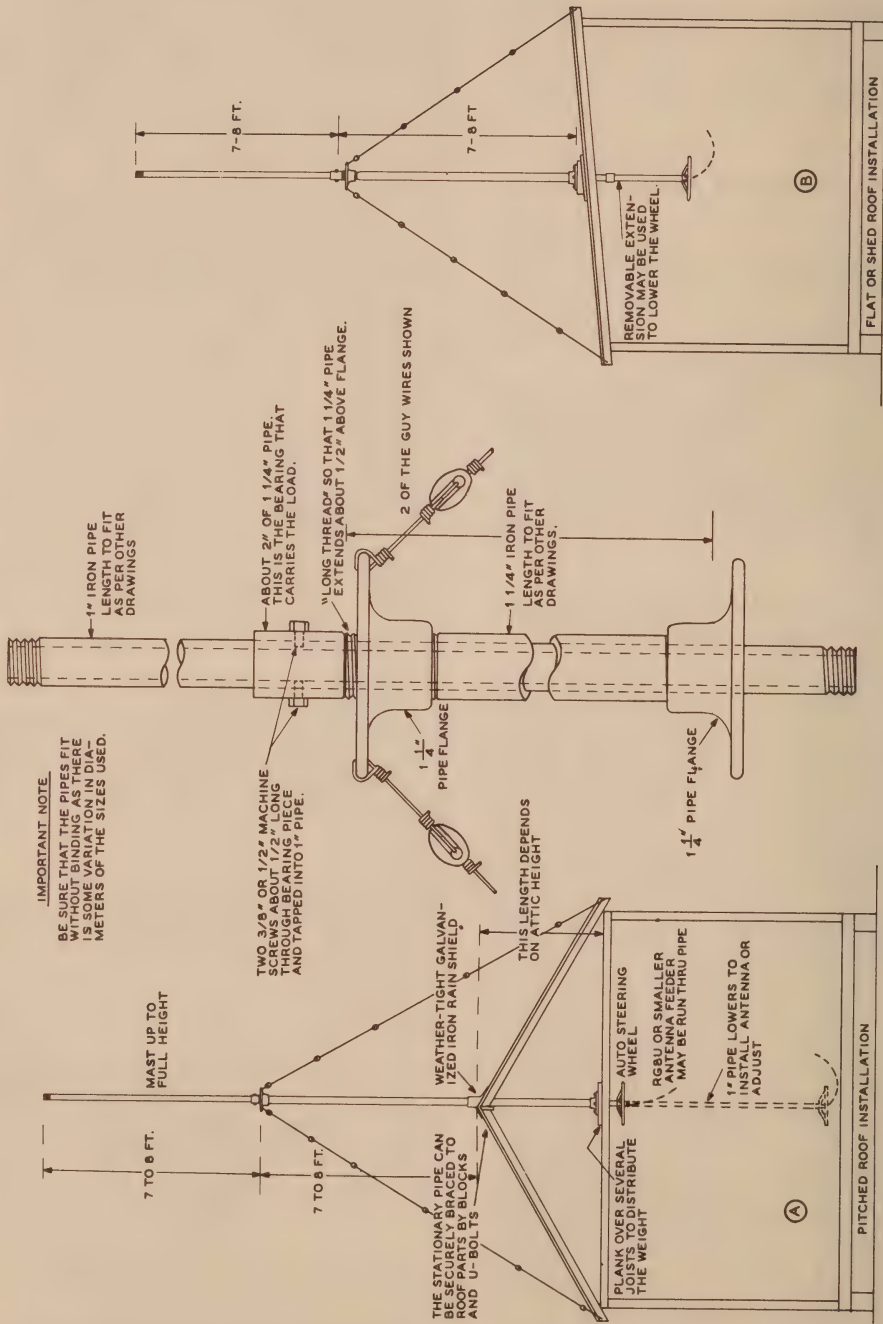 IMPORTANT NOTE
BE SURE THAT THE PIPES FIT
WITHOUT BINDING AS THERE
IS SOME VARIATION IN DIA-
METERS OF THE SIZES USED.
1" IRON PIPE
LENGTH TO FIT
AS PER OTHER
DRAWINGS
TWO 3/8" OR 1/2" MACHINE
SCREWS ABOUT 1/2" LONG
THROUGH BEARING PIECE
AND TAPPED INTO 1" PIPE.
ABOUT 2" OF 1 1/4" PIPE.
THIS IS THE BEARING THAT
CARRIES THE LOAD.
"LONG THREAD" SO THAT 1 1/4" PIPE
EXTENDS ABOUT 1/2" ABOVE FLANGE.
2 OF THE GUY WIRES SHOWN
1 1/4"
PIPE FLANGE
1 1/4" IRON PIPE
LENGTH TO FIT
AS PER OTHER
DRAWINGS.
1 1/4" PIPE FLANGE
7 TO 8 FT.
MAST UP TO
FULL HEIGHT
7 TO 8 FT.
THE STATIONARY PIPE CAN
BE SECURELY BRACED TO
ROOF PARTS BY BLOCKS
AND U-BOLTS
WEATHER-TIGHT GALVAN-
IZED IRON RAIN SHIELD
THIS LENGTH DEPENDS
ON ATTIC HEIGHT
PLANK OVER SEVERAL
JOISTS TO DISTRIBUTE
THE WEIGHT
AUTO STEERING
WHEEL
RG8U OR SMALLER
ANTENNA FEEDER
MAY BE RUN THRU PIPE
1" PIPE LOWERS TO
INSTALL ANTENNA OR
ADJUST
A
PITCHED ROOF INSTALLATION
7-8 FT.
7-8 FT
REMOVABLE EXTEN-
SION MAY BE USED
TO LOWER THE WHEEL.
B
FLAT OR SHED ROOF INSTALLATION